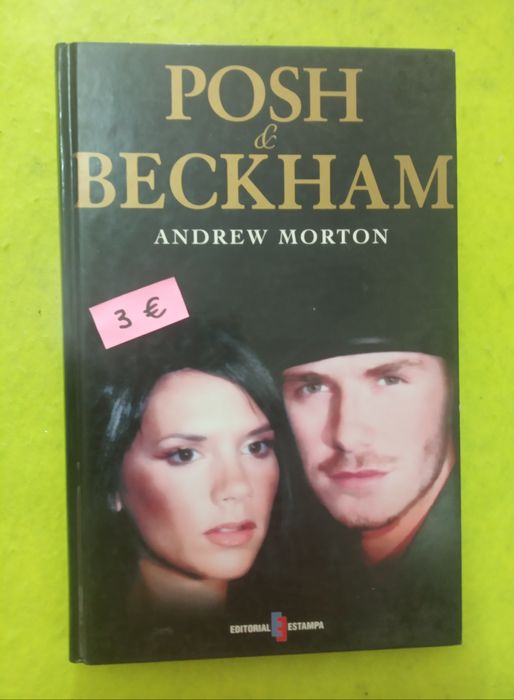 POSH
&
BECKHAM
ANDREW MORTON
3 €
EDITORIAL ESTAMPA